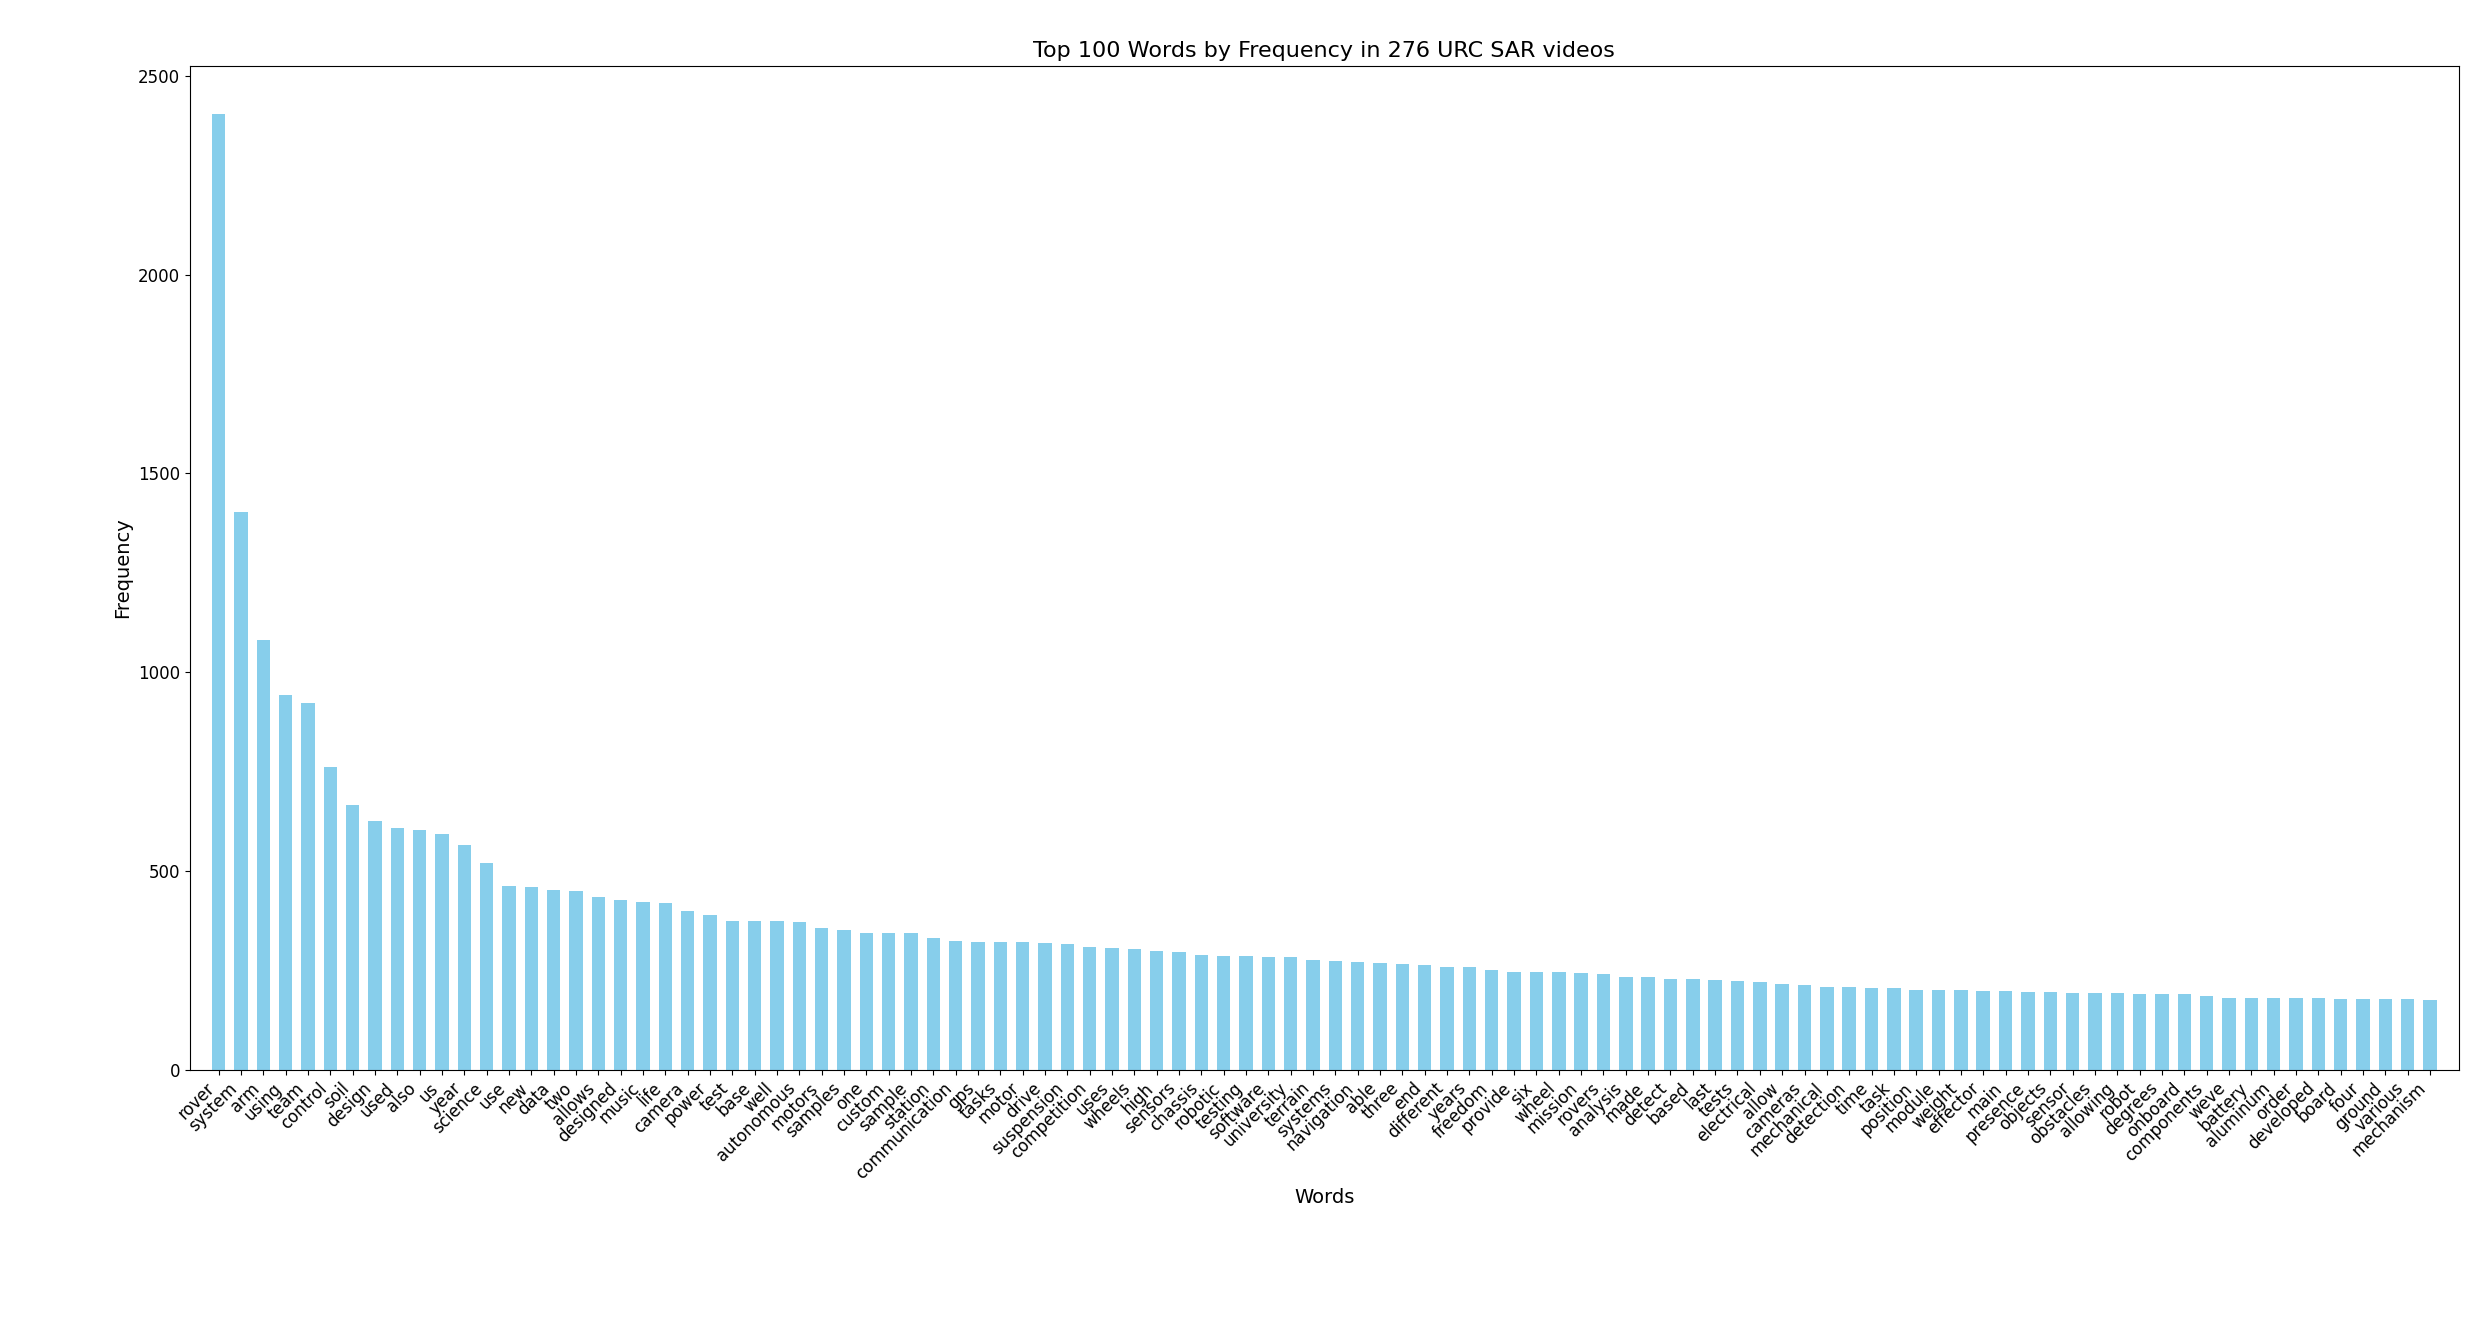 Top 100 Words by Frequency in 276 URC SAR videos
2500
2000
1500
1000
500
0
Frequency
rover
system
arm
using
team
control
soil
design
used
also
us
year
science
use
new
data
two
allows
designed
music
life
camera
power
test
base
well
autonomous
motors
samples
one
custom
sample
station
communication
gps
tasks
motor
drive
suspension
competition
uses
wheels
high
sensors
chassis
robotic
testing
software
university
terrain
systems
navigation
able
three
end
different
years
freedom
provide
six
wheel
mission
rovers
analysis
made
detect
based
last
tests
electrical
allow
cameras
mechanical
detection
time
task
position
module
weight
effector
main
presence
objects
sensor
obstacles
allowing
robot
degrees
onboard
components
weve
battery
aluminum
order
developed
board
four
ground
various
mechanism
Words